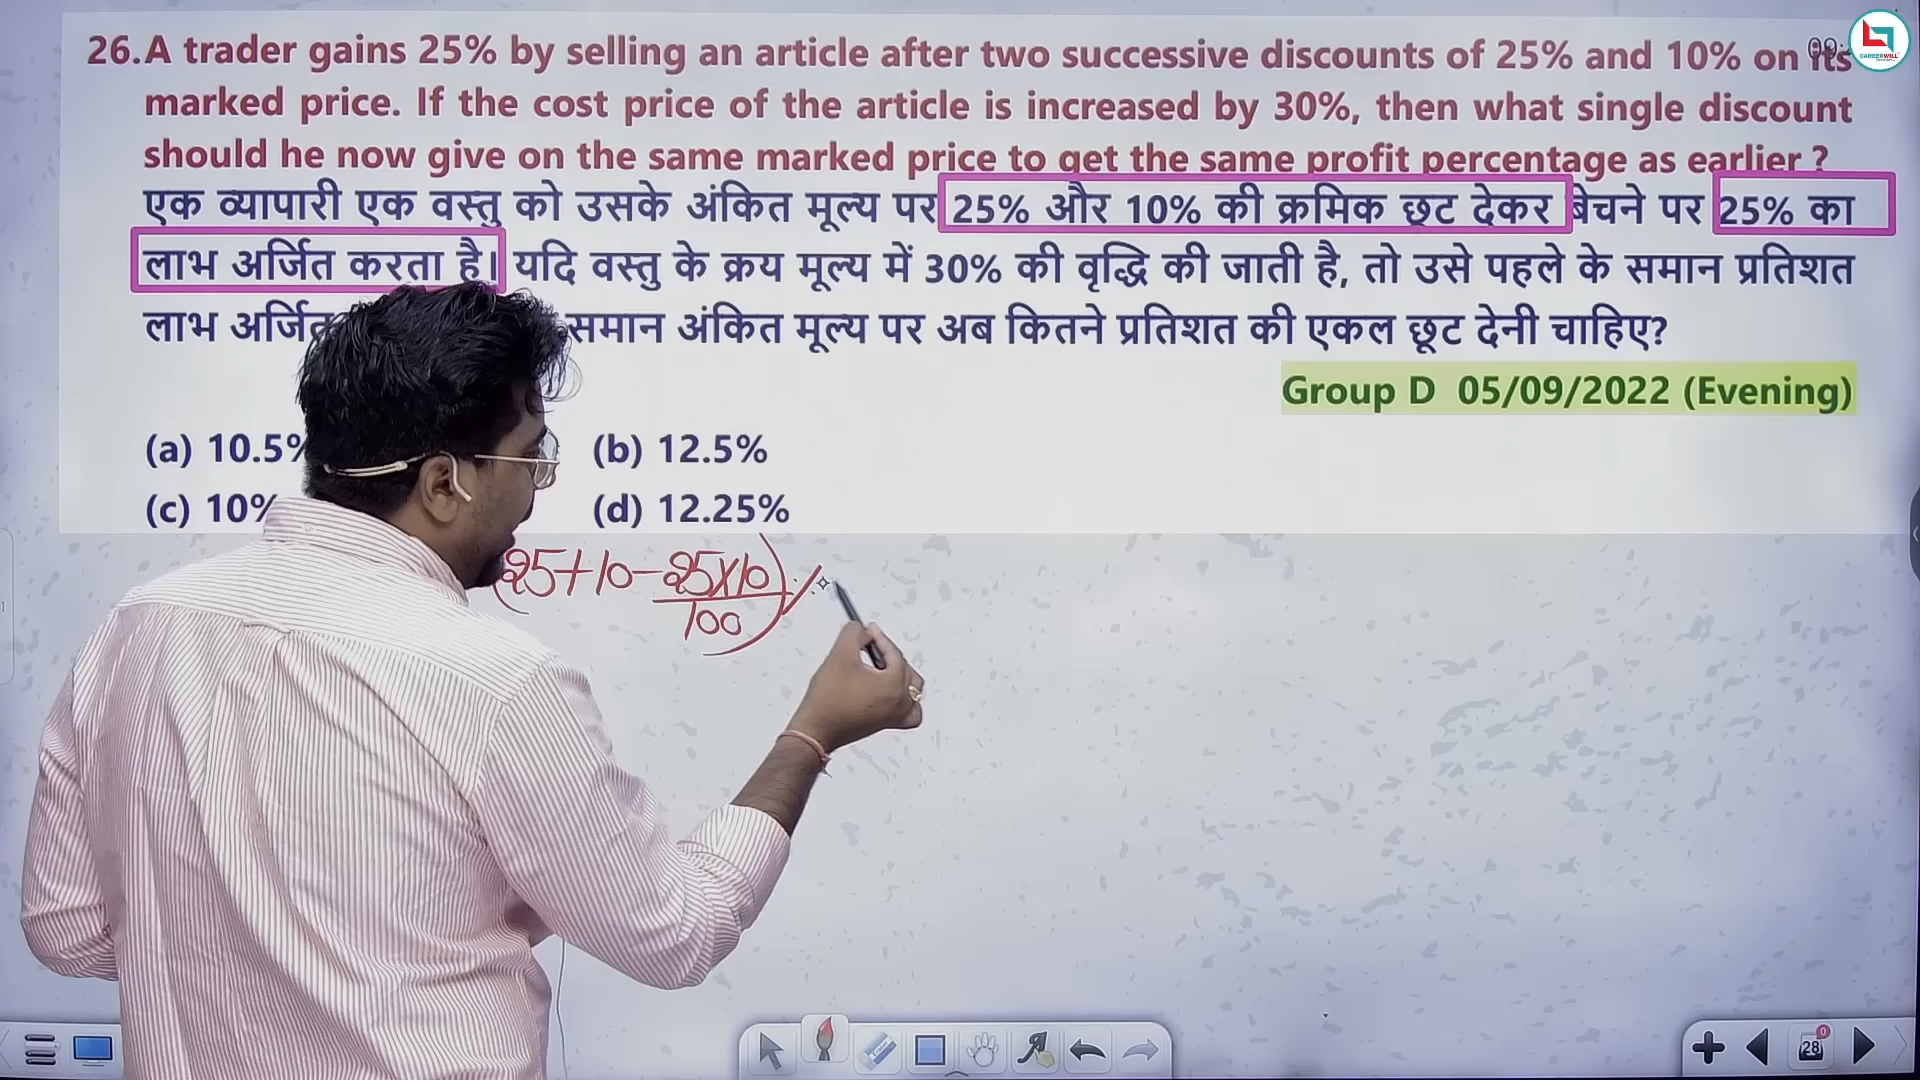 26. A trader gains 25% by selling an article after two successive discounts of 25% and 10% on its
marked price. If the cost price of the article is increased by 30%, then what single discount
should he now give on the same marked price to get the same profit percentage as earlier ?
एक व्यापारी एक वस्तु को उसके अंकित मूल्य पर 25% और 10% की क्रमिक छूट देकर बेचने पर 25% का
लाभ अर्जित करता है। यदि वस्तु के क्रय मूल्य में 30% की वृद्धि की जाती है, तो उसे पहले के समान प्रतिशत
लाभ अर्जित समान अंकित मूल्य पर अब कितने प्रतिशत की एकल छूट देनी चाहिए?
Group D 05/09/2022 (Evening)
(a) 10.5% (b) 12.5%
(c) 10% (d) 12.25%
(25+10-25×10/100)%
CAREERWILL
28
0